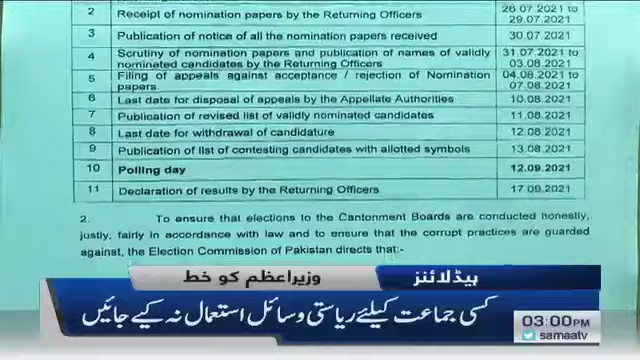 2 Receipt of nomination papers by the Returning Officers 26.07.2021 to
29.07.2021
3 Publication of notice of all the nomination papers received 30.07.2021
4 Scrutiny of nomination papers and publication of names of validly 31.07.2021 to
nominated candidates by the Returning Officers 03.08.2021
5 Filing of appeals against acceptance / rejection of Nomination 04.08.2021 to
papers. 07.08.2021
6 Last date for disposal of appeals by the Appellate Authorities 10.08.2021
7 Publication of revised list of validly nominated candidates 11.08.2021
8 Last date for withdrawal of candidature 12.08.2021
9 Publication of list of contesting candidates with allotted symbols 13.08.2021
10 Polling day 12.09.2021
11 Declaration of results by the Returning Officers 17.09.2021
2. To ensure that elections to the Cantonment Boards are conducted honestly,
justly, fairly in accordance with law and to ensure that the corrupt practices are guarded
against, the Election Commission of Pakistan directs that:-
ہیڈلائنز
وزیراعظم کو خط
کسی جماعت کیلئے ریاستی وسائل استعمال نہ کیے جائیں
03:00PM
samaatv